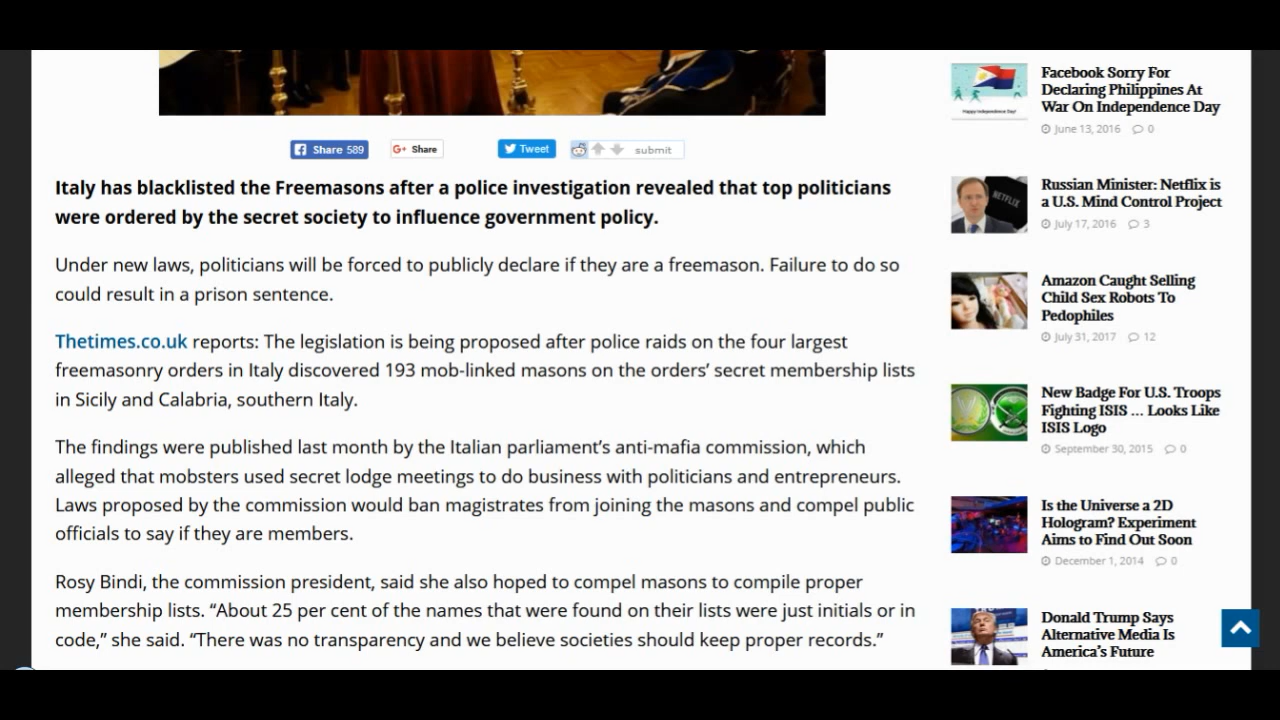 Share 589
G+ Share
Tweet
submit
Italy has blacklisted the Freemasons after a police investigation revealed that top politicians
were ordered by the secret society to influence government policy.
Under new laws, politicians will be forced to publicly declare if they are a freemason. Failure to do so
could result in a prison sentence.
Thetimes.co.uk reports: The legislation is being proposed after police raids on the four largest
freemasonry orders in Italy discovered 193 mob-linked masons on the orders’ secret membership lists
in Sicily and Calabria, southern Italy.
The findings were published last month by the Italian parliament’s anti-mafia commission, which
alleged that mobsters used secret lodge meetings to do business with politicians and entrepreneurs.
Laws proposed by the commission would ban magistrates from joining the masons and compel public
officials to say if they are members.
Rosy Bindi, the commission president, said she also hoped to compel masons to compile proper
membership lists. “About 25 per cent of the names that were found on their lists were just initials or in
code,” she said. “There was no transparency and we believe societies should keep proper records.”
Happy Independence Day!
Facebook Sorry For
Declaring Philippines At
War On Independence Day
June 13, 2016 0
NETFLIX
Russian Minister: Netflix is
a U.S. Mind Control Project
July 17, 2016 3
Amazon Caught Selling
Child Sex Robots To
Pedophiles
July 31, 2017 12
New Badge For U.S. Troops
Fighting ISIS ... Looks Like
ISIS Logo
September 30, 2015 0
Is the Universe a 2D
Hologram? Experiment
Aims to Find Out Soon
December 1, 2014 0
Donald Trump Says
Alternative Media Is
America’s Future